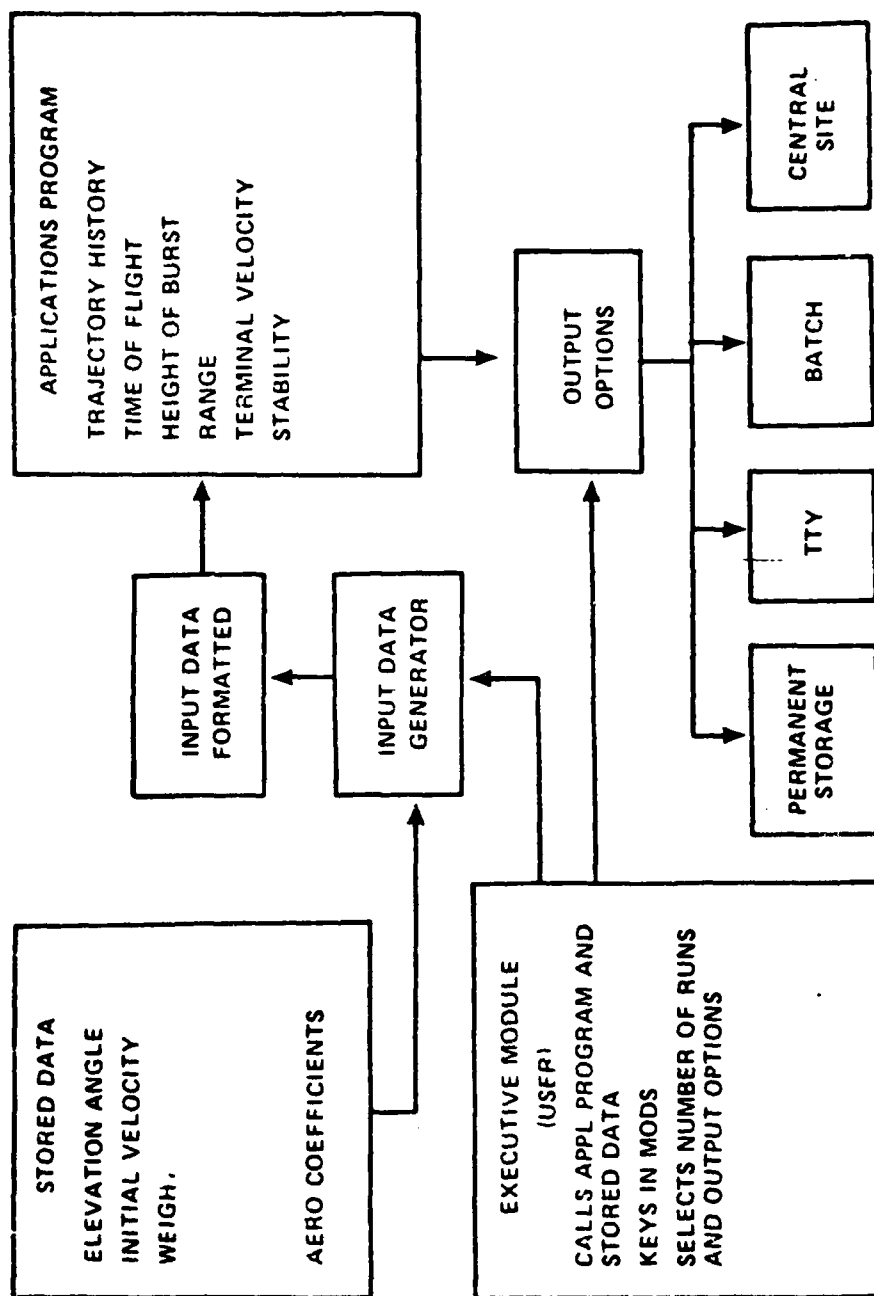 STORED DATA
ELEVATION ANGLE
INITIAL VELOCITY
WEIGH.
AERO COEFFICIENTS
EXECUTIVE MODULE
(USER)
CALLS APPL PROGRAM AND
STORED DATA
KEYS IN MODS
SELECTS NUMBER OF RUNS
AND OUTPUT OPTIONS
INPUT DATA
FORMATTED
INPUT DATA
GENERATOR
APPLICATIONS PROGRAM
TRAJECTORY HISTORY
TIME OF FLIGHT
HEIGHT OF BURST
RANGE
TERMINAL VELOCITY
STABILITY
OUTPUT
OPTIONS
PERMANENT
STORAGE
TTY
BATCH
CENTRAL
SITE